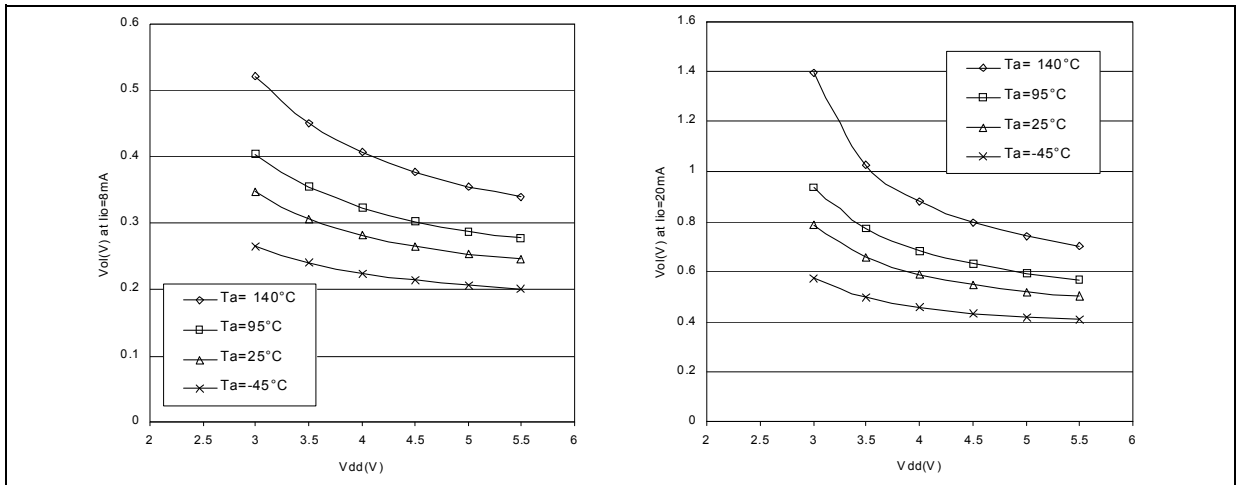 0.6
0.5
0.4
0.3
0.2
0.1
0
2 2.5 3 3.5 4 4.5 5 5.5 6
Vdd(V)
Vol(V) at Iio=8mA
Ta= 140°C
Ta=95°C
Ta=25°C
Ta=-45°C
1.6
1.4
1.2
1
0.8
0.6
0.4
0.2
0
2 2.5 3 3.5 4 4.5 5 5.5 6
Vdd(V)
Vol(V) at Iio=20mA
Ta= 140°C
Ta=95°C
Ta=25°C
Ta=-45°C